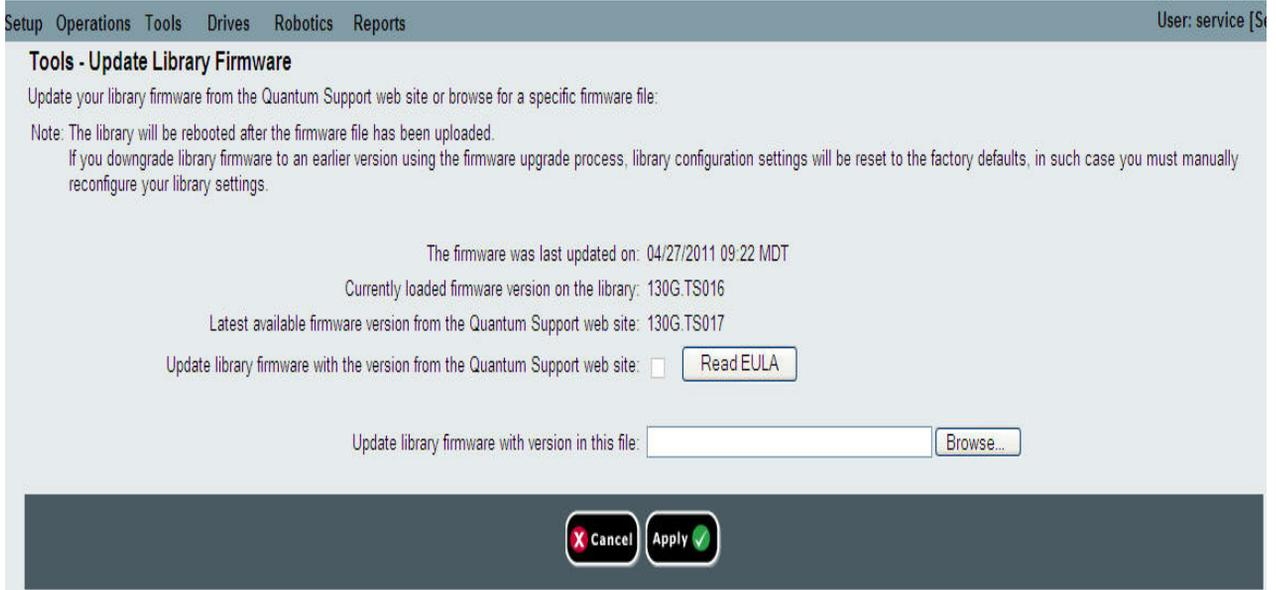 Setup Operations Tools Drives Robotics Reports User: service [Se
Tools - Update Library Firmware
Update your library firmware from the Quantum Support web site or browse for a specific firmware file:
Note: The library will be rebooted after the firmware file has been uploaded.
If you downgrade library firmware to an earlier version using the firmware upgrade process, library configuration settings will be reset to the factory defaults, in such case you must manually
reconfigure your library settings.
The firmware was last updated on: 04/27/2011 09:22 MDT
Currently loaded firmware version on the library: 130G.TS016
Latest available firmware version from the Quantum Support web site: 130G.TS017
Update library firmware with the version from the Quantum Support web site: Read EULA
Update library firmware with version in this file: Browse...
Cancel Apply